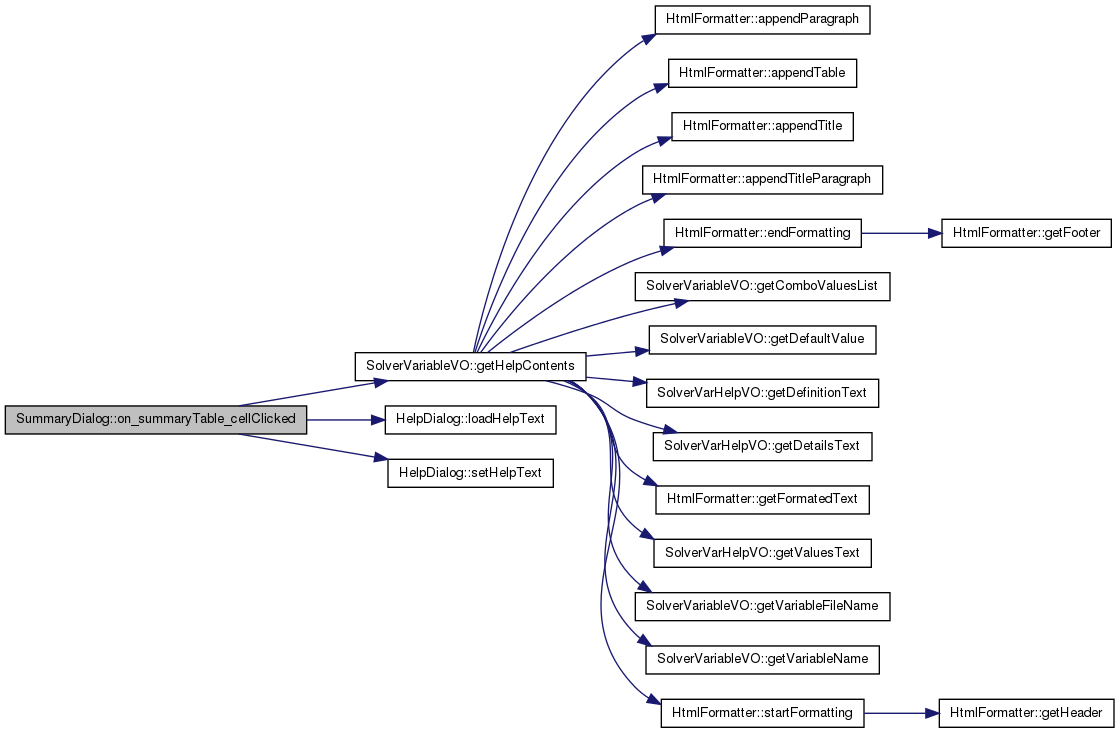 HtmlFormatter::appendParagraph
HtmlFormatter::appendTable
HtmlFormatter::appendTitle
HtmlFormatter::appendTitleParagraph
HtmlFormatter::endFormatting
HtmlFormatter::getFooter
SolverVariableVO::getComboValuesList
SolverVariableVO::getDefaultValue
SolverVariableVO::getHelpContents
SolverVarHelpVO::getDefinitionText
SummaryDialog::on_summaryTable_cellClicked
HelpDialog::loadHelpText
SolverVarHelpVO::getDetailsText
HelpDialog::setHelpText
HtmlFormatter::getFormatedText
SolverVarHelpVO::getValuesText
SolverVariableVO::getVariableFileName
SolverVariableVO::getVariableName
HtmlFormatter::startFormatting
HtmlFormatter::getHeader